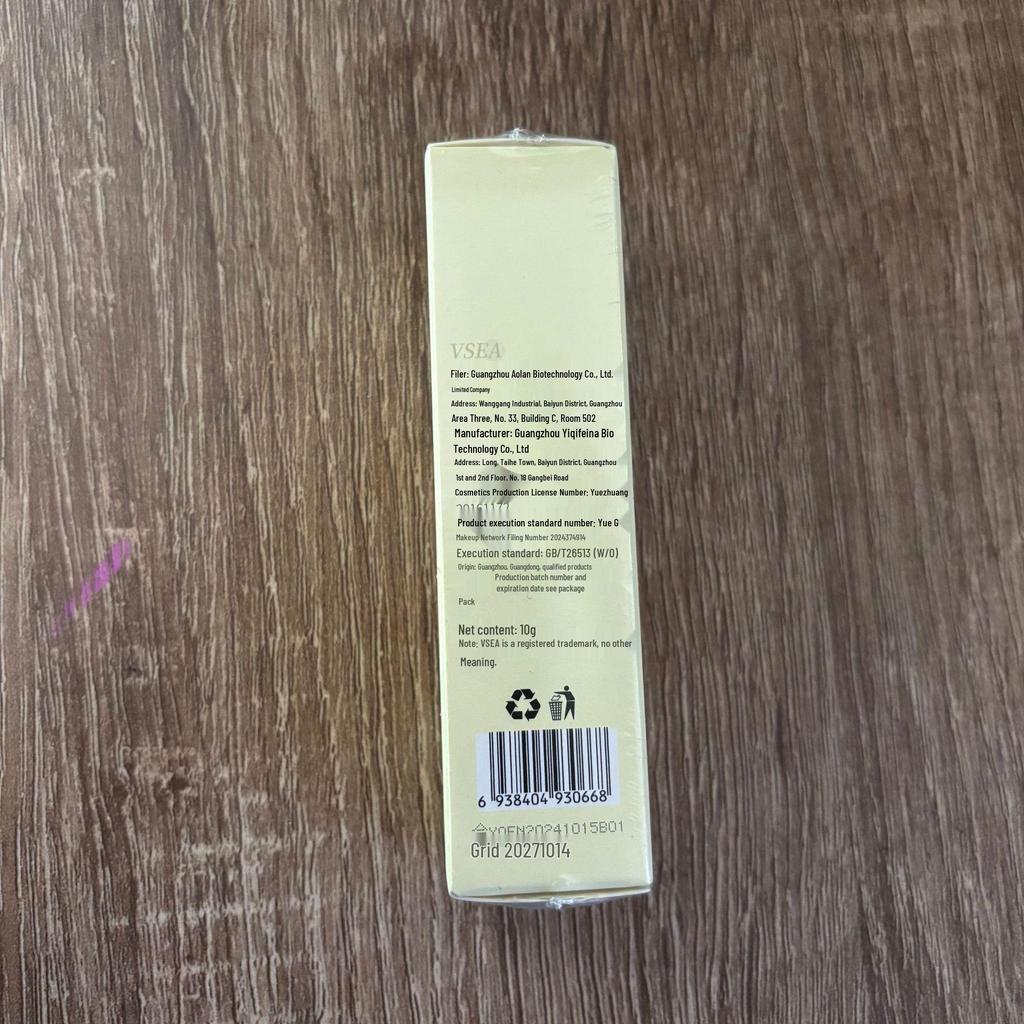 VSEA
Filer: Guangzhou Aolan Biotechnology Co., Ltd.
Limited Company
Address: Wanggang Industrial, Baiyun District, Guangzhou
Area Three, No. 33, Building C, Room 502
Manufacturer: Guangzhou Yiqifeina Bio
Technology Co., Ltd
Address: Long, Taihe Town, Baiyun District, Guangzhou
1st and 2nd Floor, No. 18 Gangbei Road
Cosmetics Production License Number: Yuezhuang
Product execution standard number: Yue G
Makeup Network Filing Number 2024374914
Execution standard: GB/T26513 (W/O)
Origin: Guangzhou, Guangdong, qualified products
Production batch number and
expiration date see package
Pack
Net content: 10g
Note: VSEA is a registered trademark, no other
Meaning.
6 938404 930668
Grid 20271014